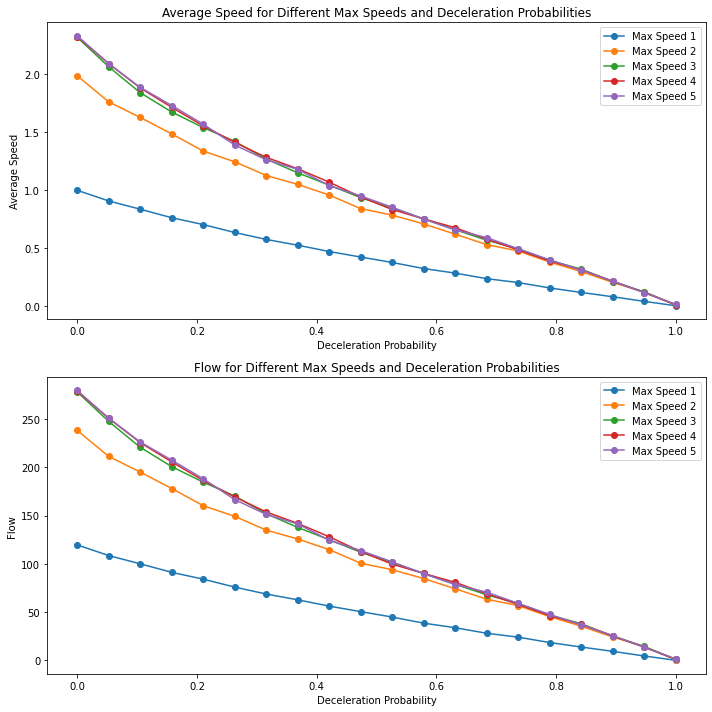 Average Speed for Different Max Speeds and Deceleration Probabilities
Average Speed
2.0
1.5
1.0
0.5
0.0
Max Speed 1
Max Speed 2
Max Speed 3
Max Speed 4
Max Speed 5
0.0 0.2 0.4 0.6 0.8 1.0
Deceleration Probability
Flow for Different Max Speeds and Deceleration Probabilities
Flow
250
200
150
100
50
0
Max Speed 1
Max Speed 2
Max Speed 3
Max Speed 4
Max Speed 5
0.0 0.2 0.4 0.6 0.8 1.0
Deceleration Probability